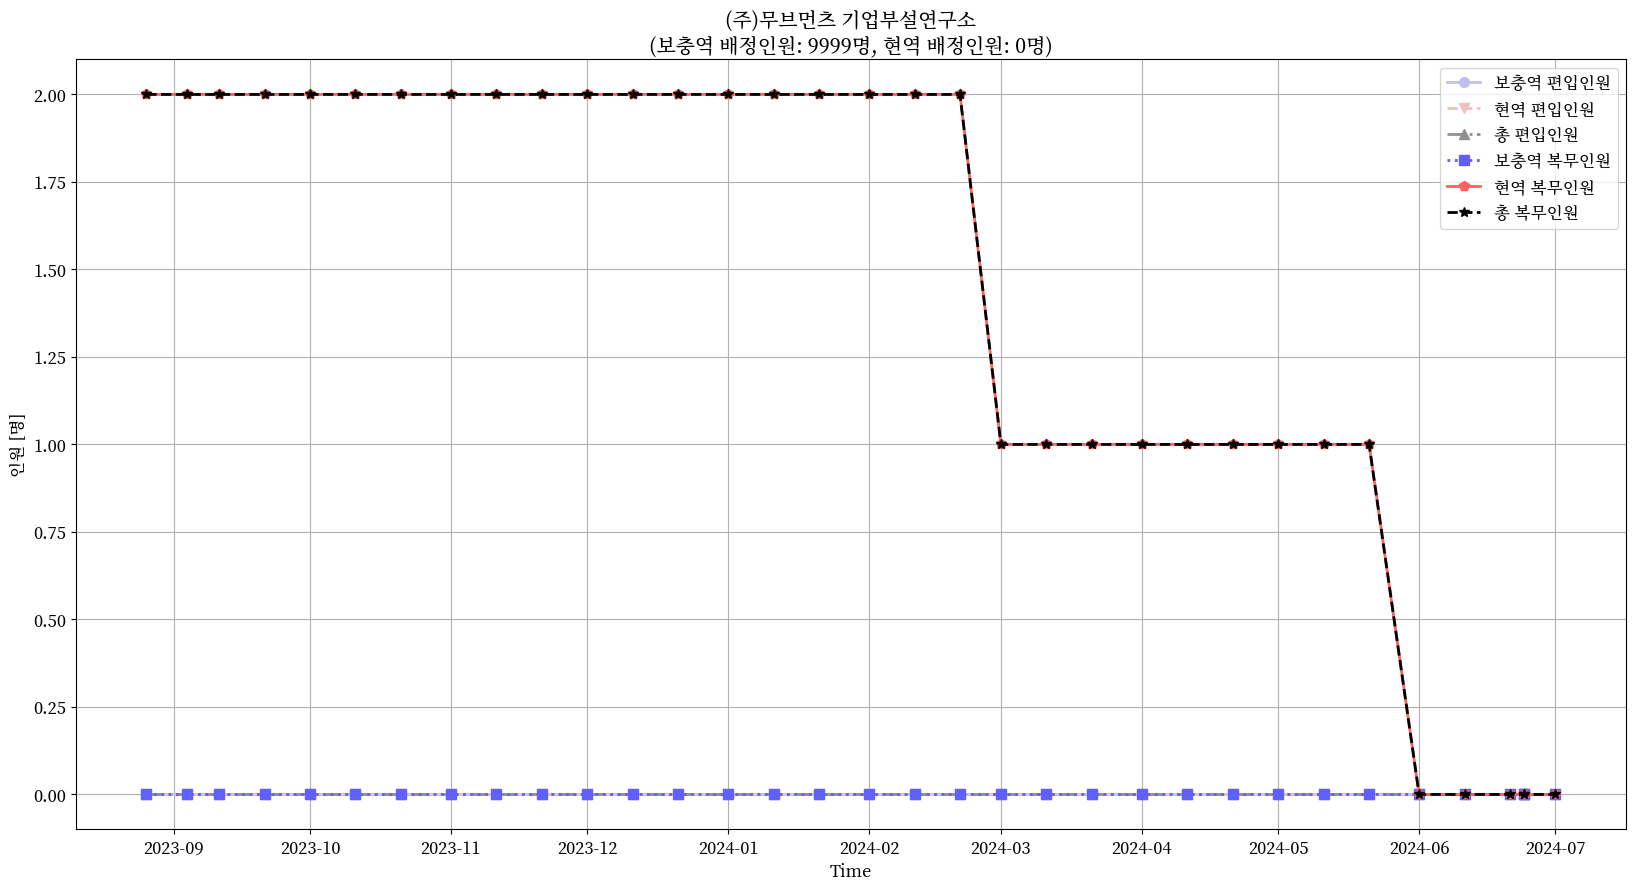 (주)무브먼츠 기업부설연구소
(보충역 배정인원: 9999명, 현역 배정인원: 0명)
보충역 편입인원
현역 편입인원
총 편입인원
보충역 복무인원
현역 복무인원
총 복무인원
인원 [명]
2.00
1.75
1.50
1.25
1.00
0.75
0.50
0.25
0.00
2023-09 2023-10 2023-11 2023-12 2024-01 2024-02 2024-03 2024-04 2024-05 2024-06 2024-07
Time